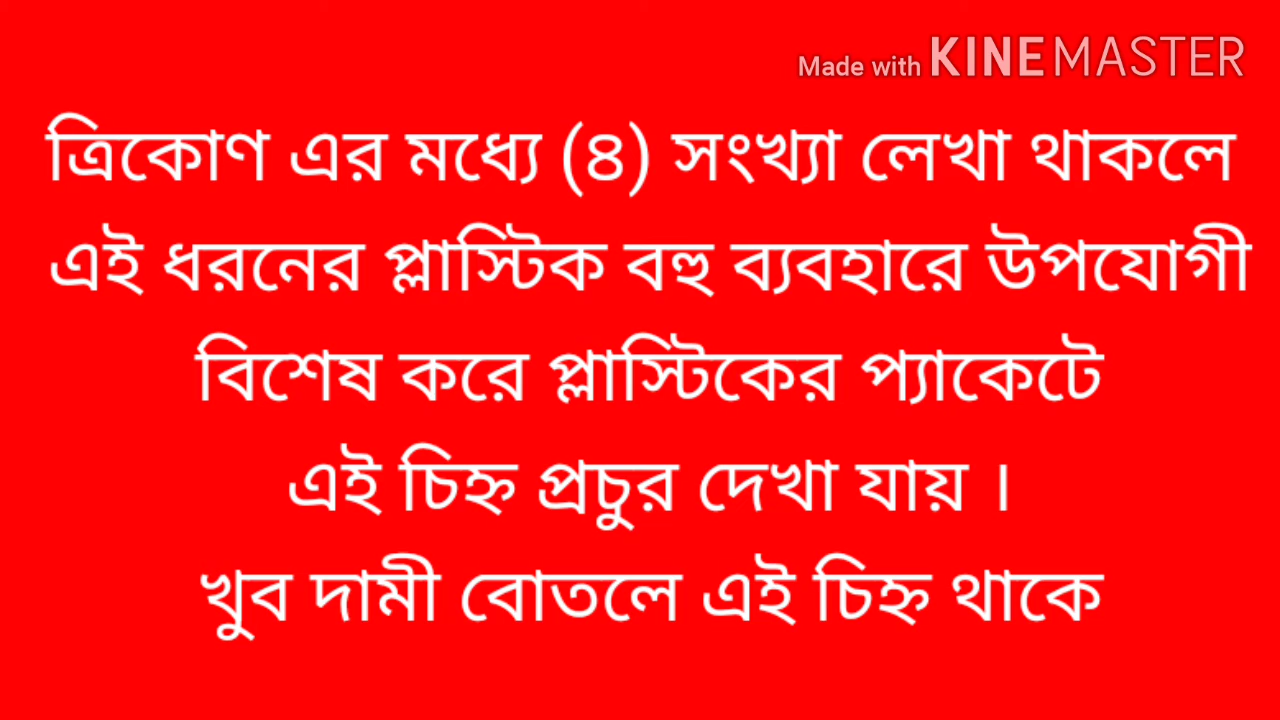 Made with KINEMASTER
ত্রিকোণ এর মধ্যে (৪) সংখ্যা লেখা থাকলে
এই ধরনের প্লাস্টিক বহু ব্যবহারে উপযোগী
বিশেষ করে প্লাস্টিকের প্যাকেটে
এই চিহ্ন প্রচুর দেখা যায় ।
খুব দামী বোতলে এই চিহ্ন থাকে